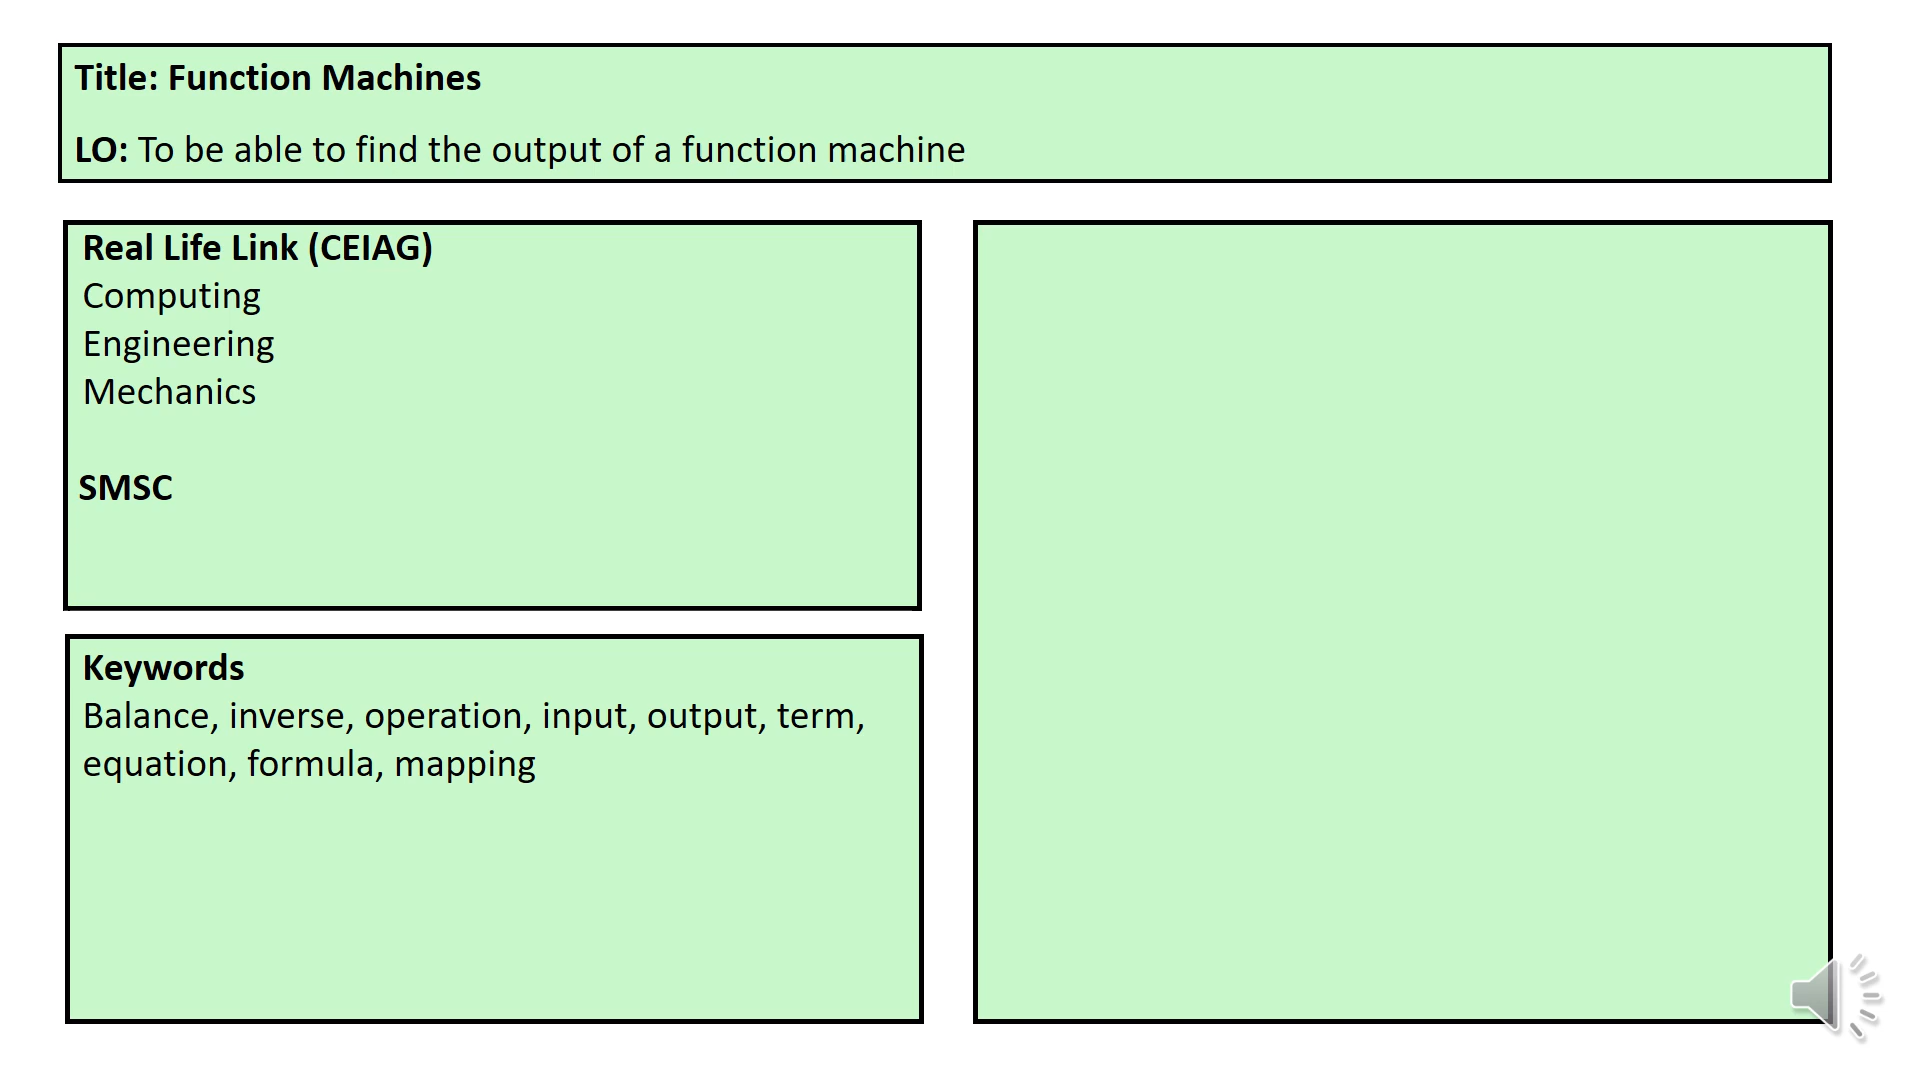 Title: Function Machines
LO: To be able to find the output of a function machine
Real Life Link (CEIAG)
Computing
Engineering
Mechanics
SMSC
Keywords
Balance, inverse, operation, input, output, term,
equation, formula, mapping